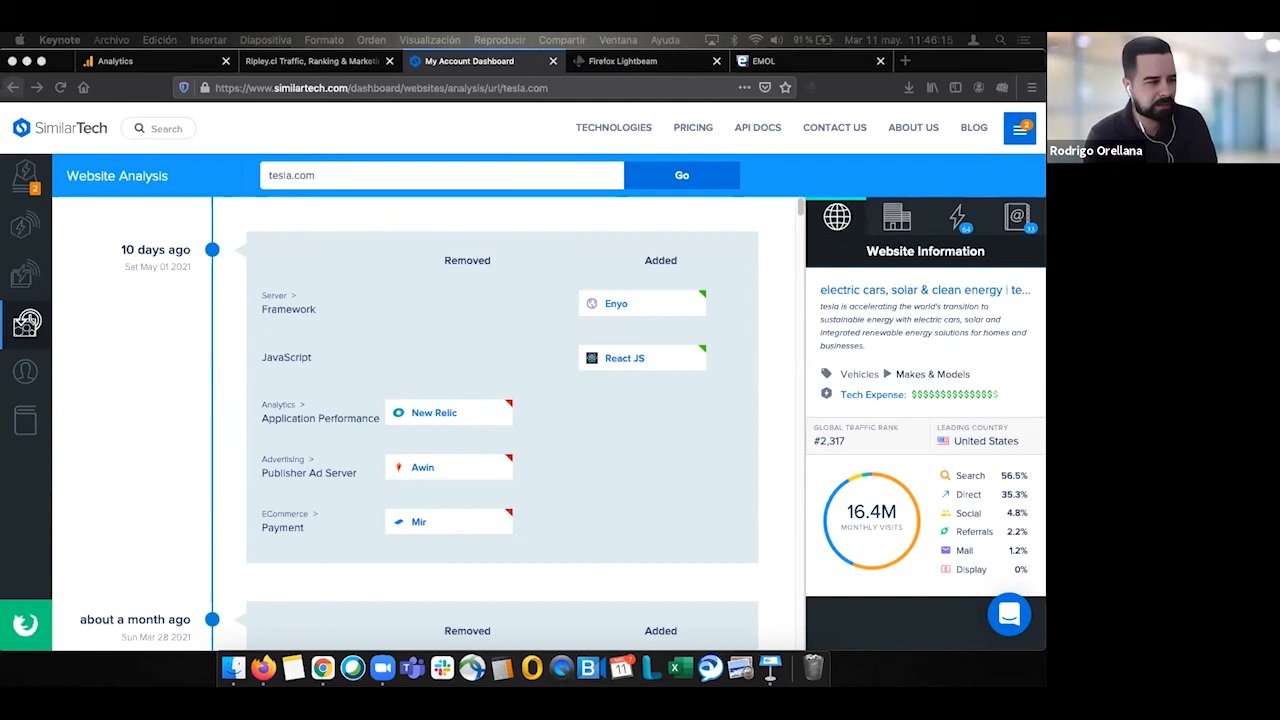 Keynote Archivo Edición Insertar Diapositiva Formato Orden Visualización Reproducir Compartir Ventana Ayuda 91% Mar 11 may. 11:46:15
Analytics
Ripley.cl Traffic, Ranking & Marketi
My Account Dashboard
Firefox Lightbeam
EMOL
https://www.similartech.com/dashboard/websites/analysis/url/tesla.com
SimilarTech
Search
TECHNOLOGIES PRICING API DOCS CONTACT US ABOUT US BLOG
2
Website Analysis
tesla.com
Go
2
64
33
Website Information
10 days ago
Sat May 01 2021
Removed Added
Server >
Framework
Enyo
JavaScript
React JS
Analytics >
Application Performance
New Relic
Advertising >
Publisher Ad Server
Awin
ECommerce >
Payment
Mir
about a month ago
Sun Mar 28 2021
Removed Added
electric cars, solar & clean energy | te...
tesla is accelerating the world's transition to
sustainable energy with electric cars, solar and
integrated renewable energy solutions for homes and
businesses.
Vehicles Makes & Models
Tech Expense: $$$$$$$$$$$$$$
GLOBAL TRAFFIC RANK
#2,317
LEADING COUNTRY
United States
16.4M
MONTHLY VISITS
Search 56.5%
Direct 35.3%
Social 4.8%
Referrals 2.2%
Mail 1.2%
Display 0%
Rodrigo Orellana